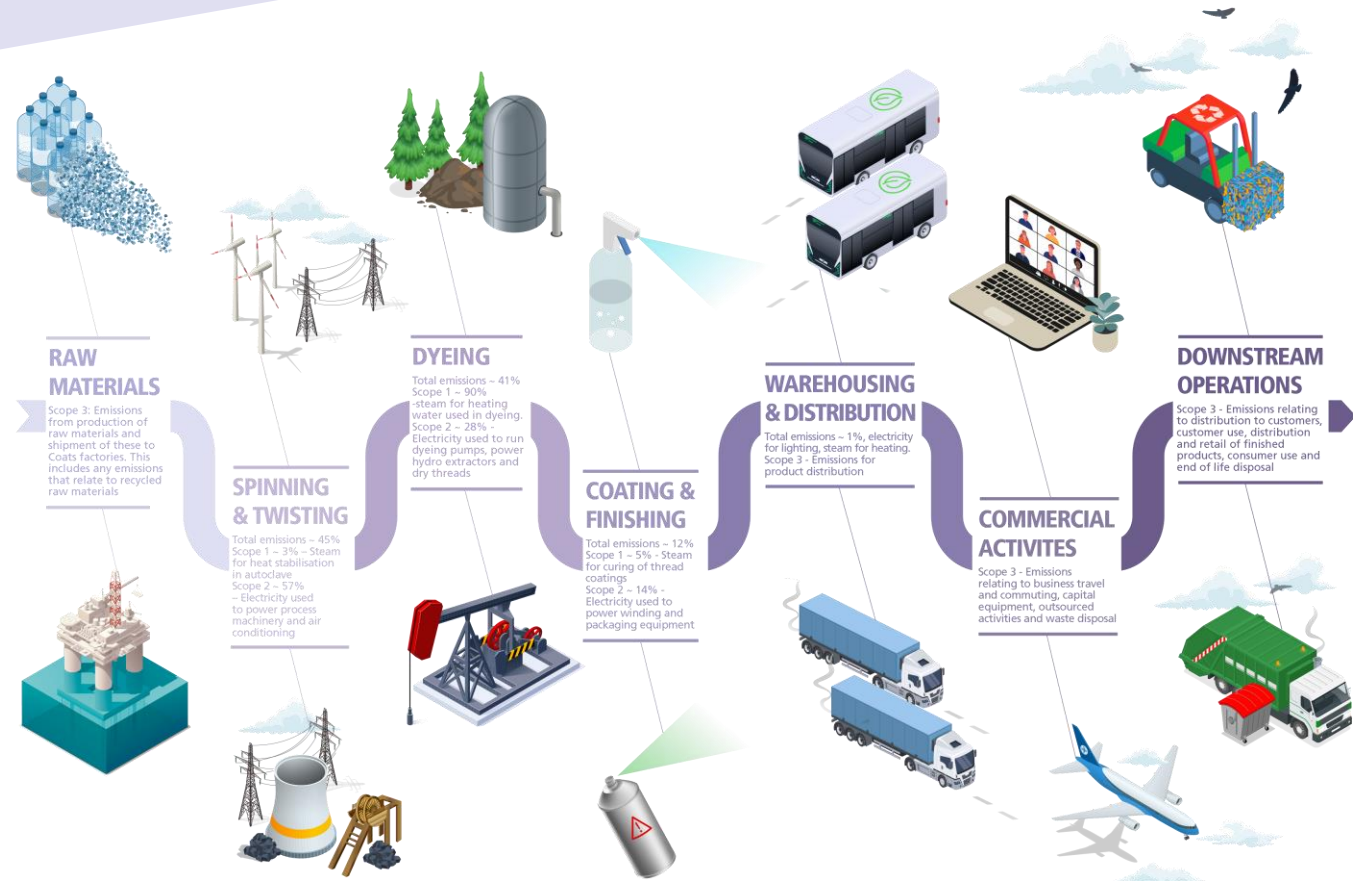 RAW
MATERIALS
Scope 3: Emissions
from production of
raw materials and
shipment of these to
Coats factories. This
includes any emissions
that relate to recycled
raw materials
SPINNING
& TWISTING
Total emissions ~ 45%
Scope 1 ~ 3% – Steam
for heat stabilisation
in autoclave
Scope 2 ~ 57%
– Electricity used
to power process
machinery and air
conditioning
DYEING
Total emissions ~ 41%
Scope 1 ~ 90%
-steam for heating
water used in dyeing.
Scope 2 ~ 28% -
Electricity used to run
dyeing pumps, power
hydro extractors and
dry threads
COATING &
FINISHING
Total emissions ~ 12%
Scope 1 ~ 5% - Steam
for curing of thread
coatings
Scope 2 ~ 14% -
Electricity used to
power winding and
packaging equipment
WAREHOUSING
& DISTRIBUTION
Total emissions ~ 1%, electricity
for lighting, steam for heating.
Scope 3 - Emissions for
product distribution
COMMERCIAL
ACTIVITES
Scope 3 - Emissions
relating to business travel
and commuting, capital
equipment, outsourced
activities and waste disposal
DOWNSTREAM
OPERATIONS
Scope 3 - Emissions relating
to distribution to customers,
customer use, distribution
and retail of finished
products, consumer use and
end of life disposal